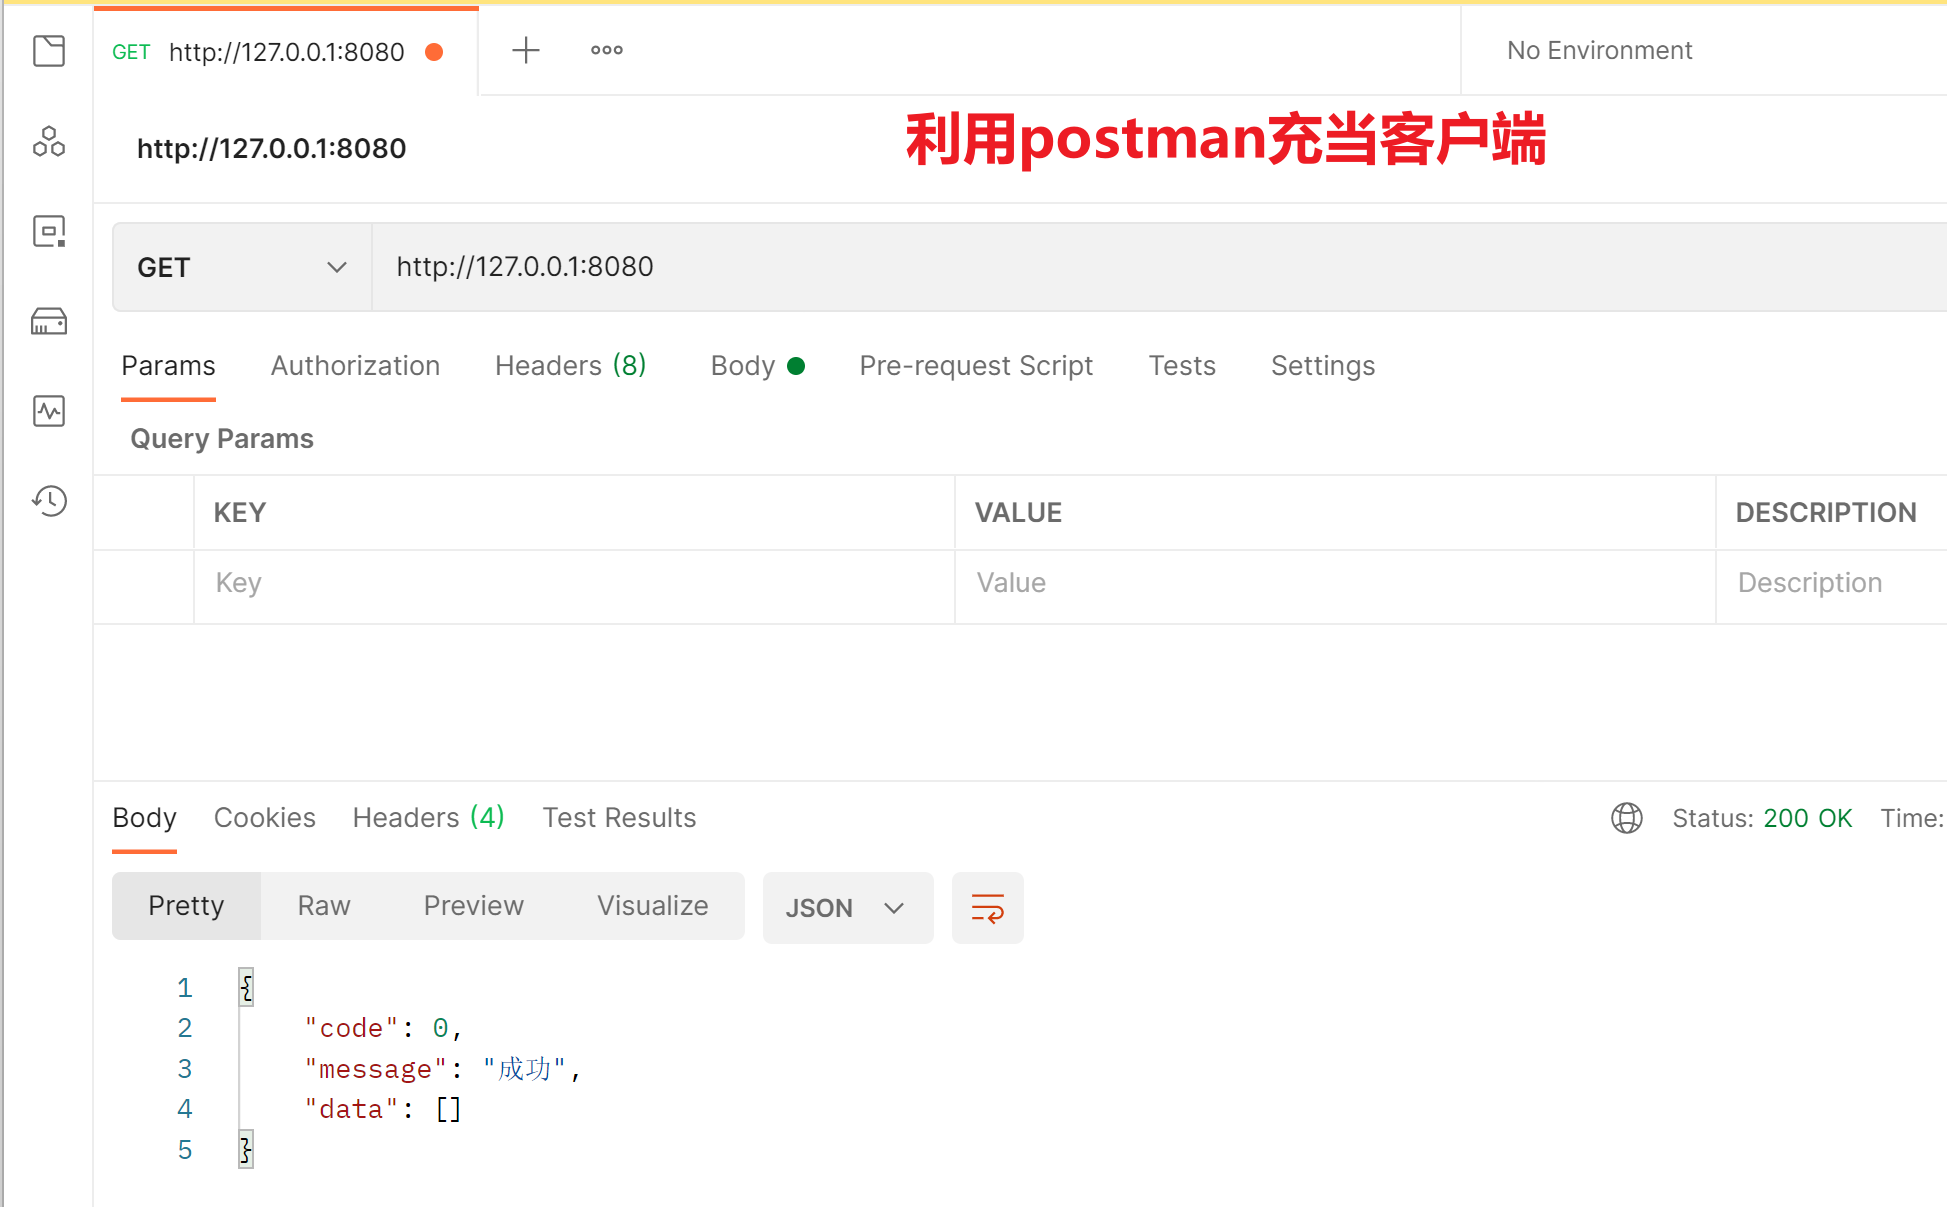 GET http://127.0.0.1:8080
No Environment
利用postman充当客户端
http://127.0.0.1:8080
GET http://127.0.0.1:8080
Params Authorization Headers (8) Body Pre-request Script Tests Settings
Query Params
KEY VALUE DESCRIPTION
Key Value Description
Body Cookies Headers (4) Test Results Status: 200 OK Time:
Pretty Raw Preview Visualize JSON
1 {
2 "code": 0,
3 "message": "成功",
4 "data": []
5 }